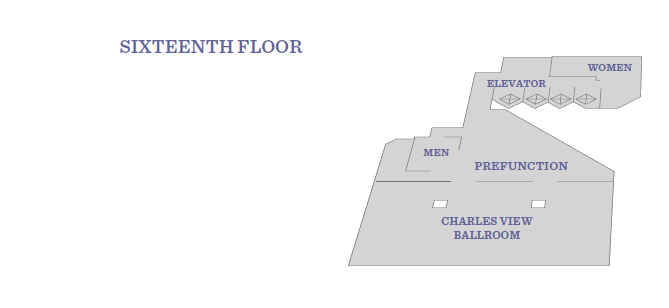 SIXTEENTH FLOOR
WOMEN
ELEVATOR
MEN
PREFUNCTION
CHARLES VIEW
BALLROOM